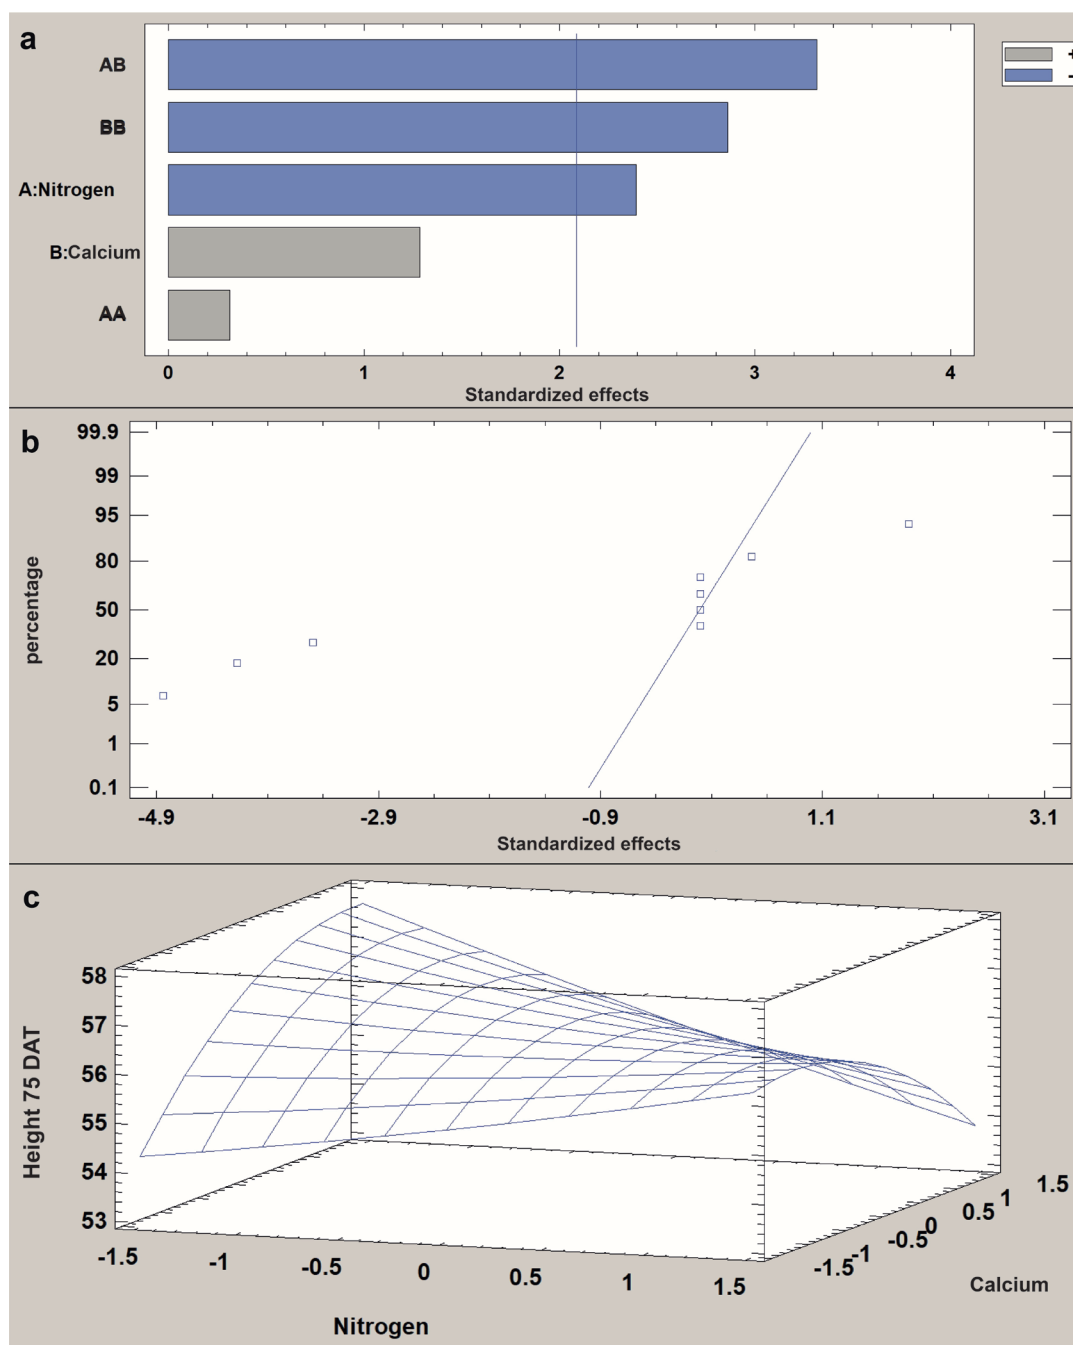 a
AB
BB
A:Nitrogen
B:Calcium
AA
+
-
0 1 2 3 4
Standardized effects
b
99.9
99
95
80
50
20
5
1
0.1
percentage
-4.9 -2.9 -0.9 1.1 3.1
Standardized effects
c
58
57
56
55
54
53
Height 75 DAT
-1.5 -1 -0.5 0 0.5 1 1.5
Nitrogen
-1.5 -1 -0.5 0 0.5 1 1.5
Calcium